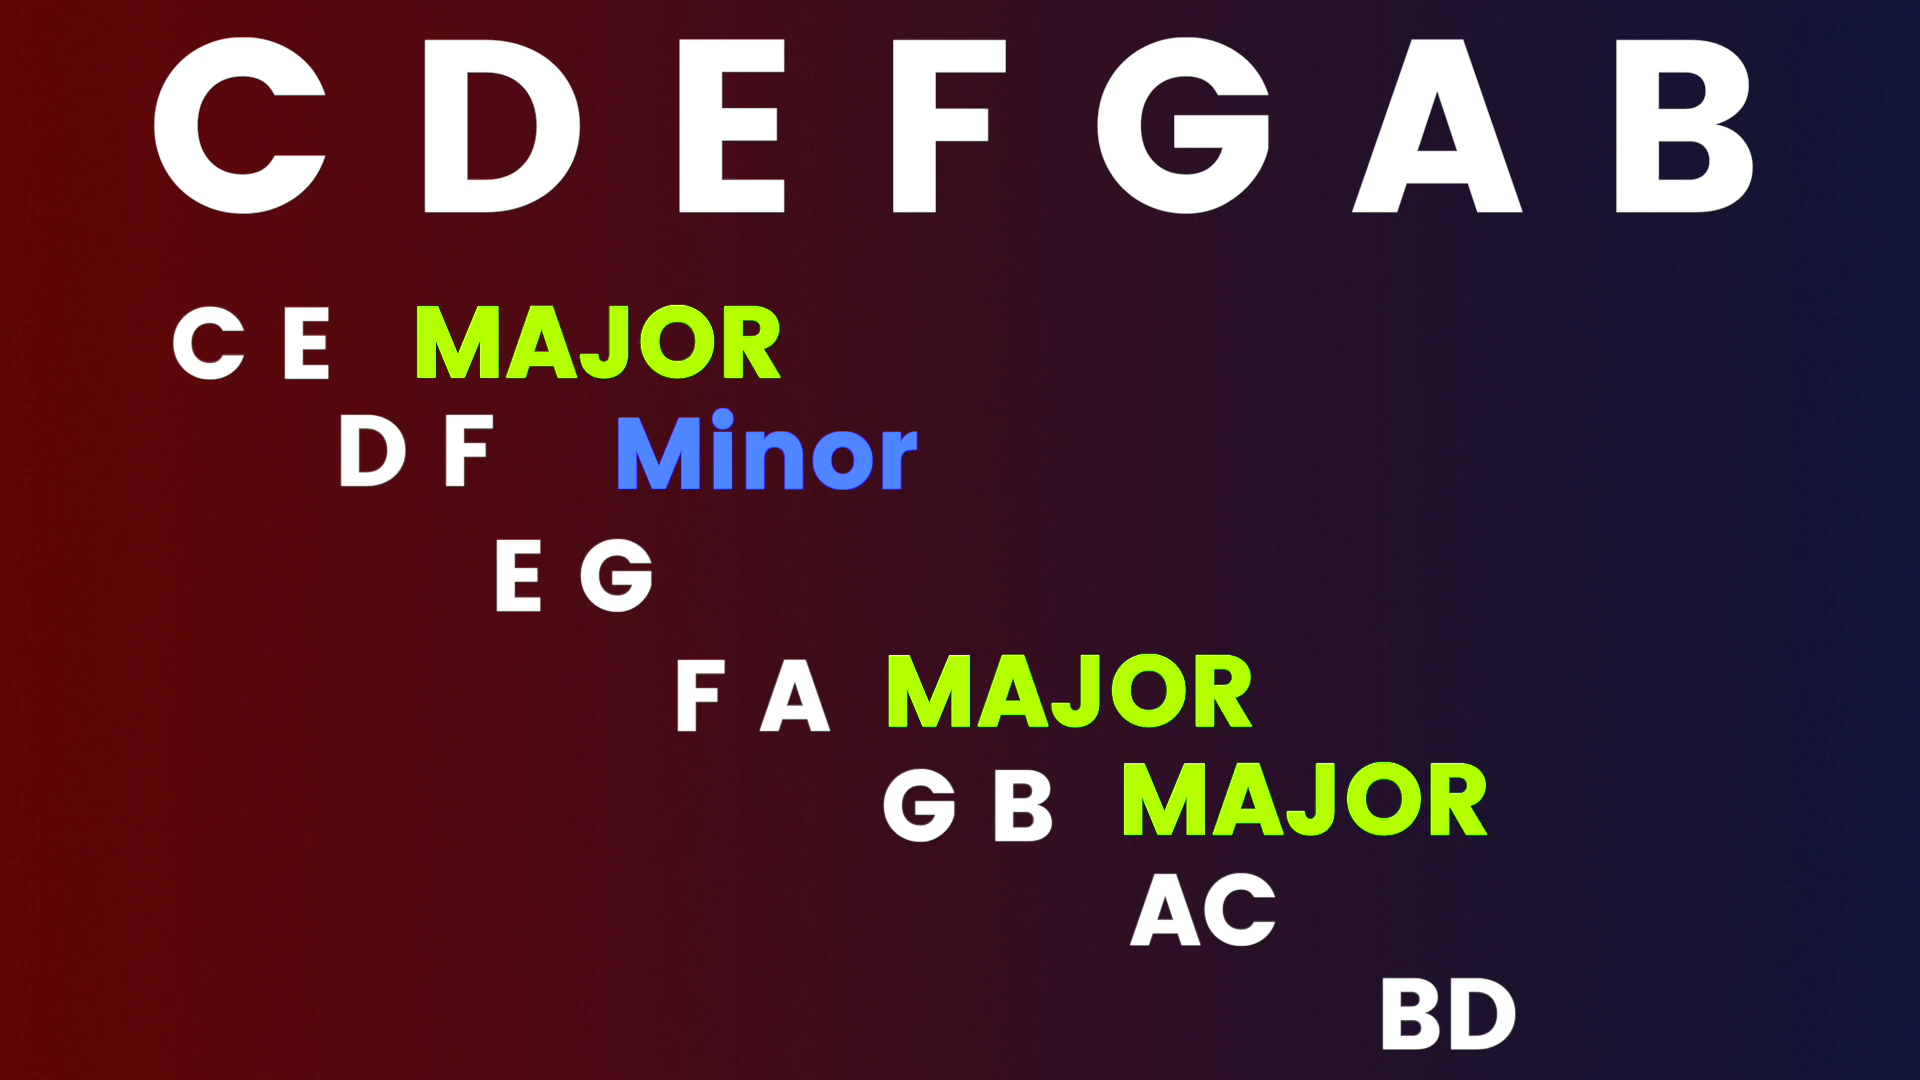 C D E F G A B
C E MAJOR
D F Minor
E G
F A MAJOR
G B MAJOR
AC
BD